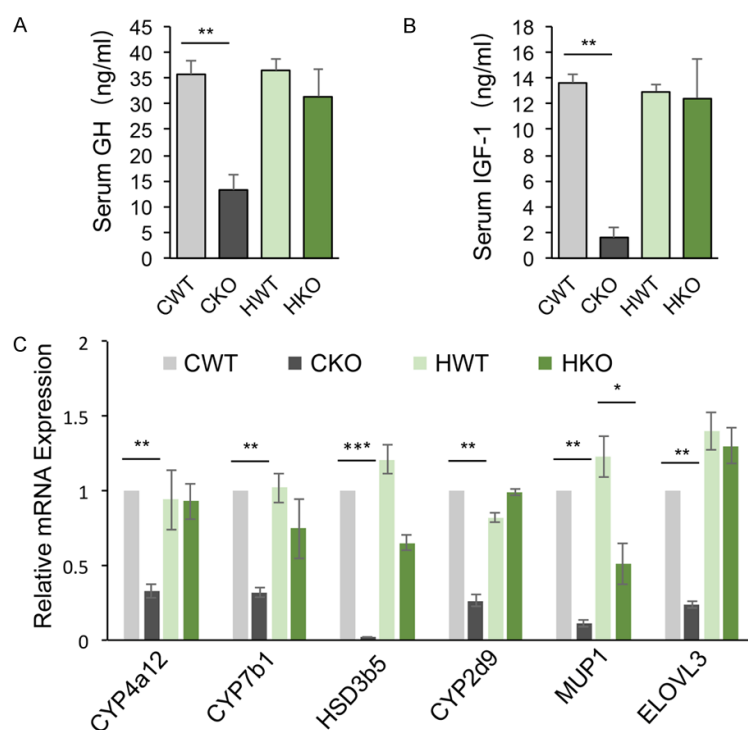 A
Serum GH (ng/ml)
**
45
40
35
30
25
20
15
10
5
0
CWT
CKO
HWT
HKO
B
Serum IGF-1 (ng/ml)
**
18
16
14
12
10
8
6
4
2
0
CWT
CKO
HWT
HKO
C
Relative mRNA Expression
2
1.5
1
0.5
0
CWT CKO HWT HKO
*
** ** *** ** ** **
CYP4a12
CYP7b1
HSD3b5
CYP2d9
MUP1
ELOVL3